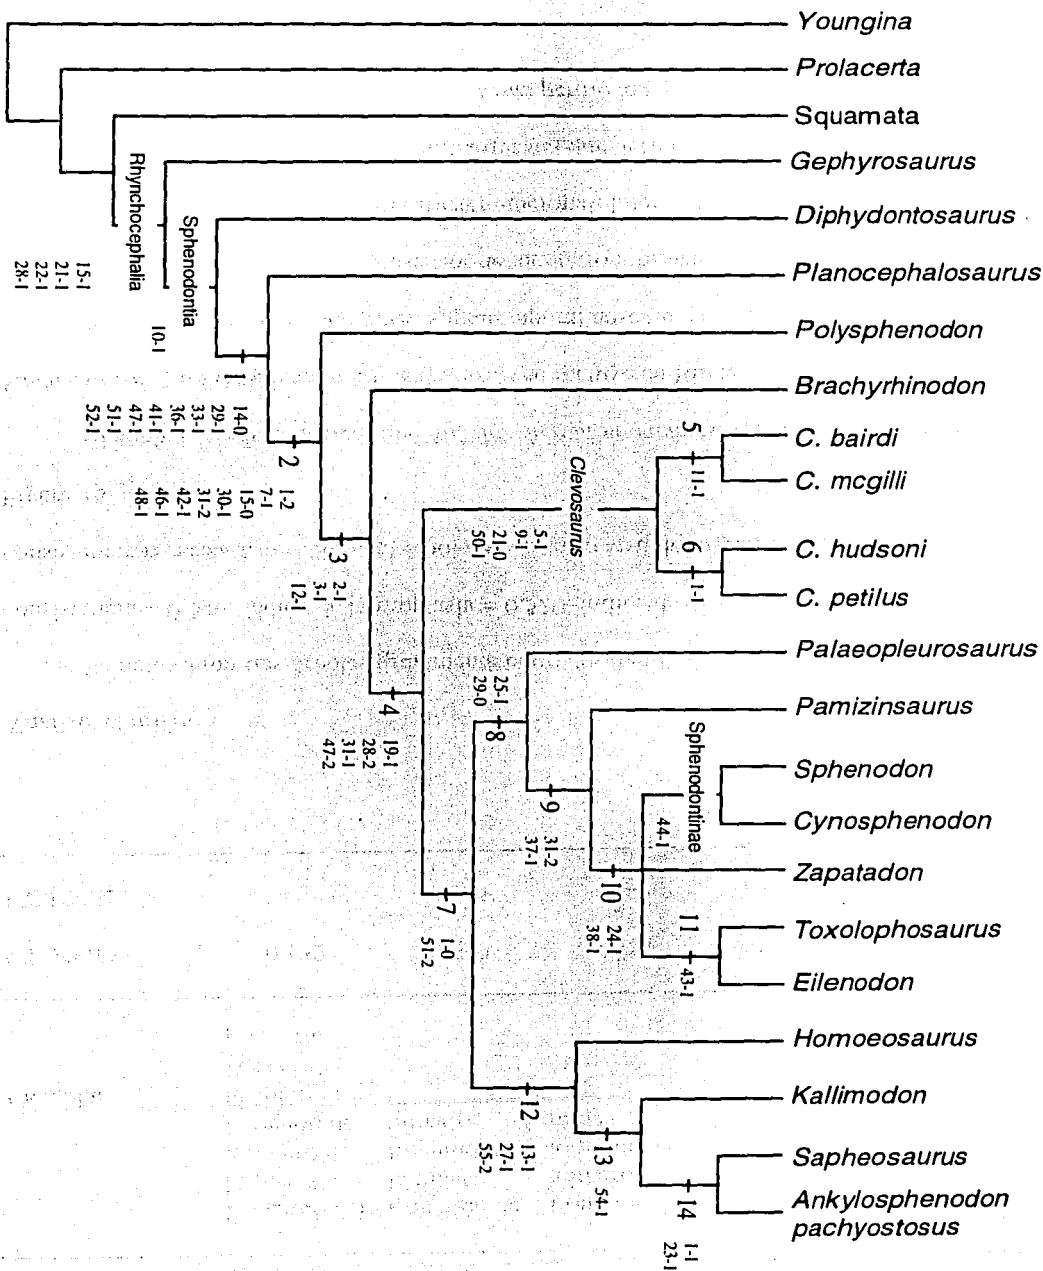 Youngina
Prolacerta
Squamata
Gephyrosaurus
Diphydontosaurus
Planocephalosaurus
Polysphenodon
Brachyrhinodon
C. bairdi
C. mcgilli
C. hudsoni
C. petilus
Palaeopleurosaurus
Pamizinsaurus
Sphenodon
Cynosphenodon
Zapatadon
Toxolophosaurus
Eilenodon
Homoeosaurus
Kallimodon
Sapheosaurus
Ankylosphenodon
pachyostosus
Rhynchocephalia
15-1
21-1
22-1
28-1
Sphenodontia
10-1
1
14-0
29-1
33-1
36-1
41-1
47-1
51-1
52-1
2
1-2
7-1
15-0
30-1
31-2
42-1
46-1
48-1
3
2-1
3-1
12-1
4
19-1
28-2
31-1
47-2
Clevosaurus
5-1
9-1
21-0
50-1
5
11-1
6
1-1
7
1-0
51-2
8
25-1
29-0
9
31-2
37-1
10
24-1
38-1
Sphenodontinae
44-1
11
43-1
12
13-1
27-1
55-2
13
54-1
14
1-1
23-1